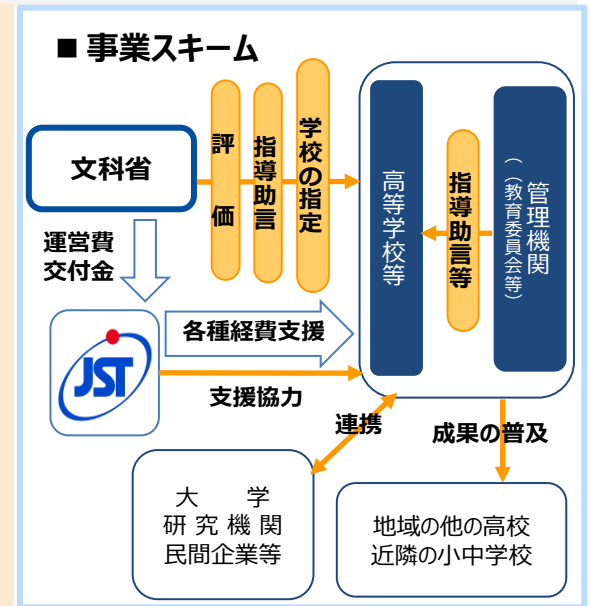 ■ 事業スキーム
文科省
評価
指導助言
学校の指定
高等学校等
指導助言等
管理機関
（（教育委員会等）
運営費
交付金
JST
各種経費支援
支援協力
連携
成果の普及
大　学
研究機関
民間企業等
地域の他の高校
近隣の小中学校